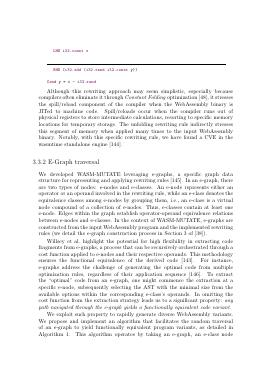 LHS i32.const x
RHS (i32.add (i32.const rand i32.const y))
Cond y = x - i32.rand
Although this rewriting approach may seem simplistic, especially because
compilers often eliminate it through Constant Folding optimization [48], it stresses
the spill/reload component of the compiler when the WebAssembly binary is
JITed to machine code. Spill/reloads occur when the compiler runs out of
physical registers to store intermediate calculations, resorting to specific memory
locations for temporary storage. The unfolding rewriting rule indirectly stresses
this segment of memory when applied many times to the input WebAssembly
binary. Notably, with this specific rewriting rule, we have found a CVE in the
wasmtime standalone engine [144].
3.3.2 E-Graph traversal
We developed WASM-MUTATE leveraging e-graphs, a specific graph data
structure for representing and applying rewriting rules [145]. In an e-graph, there
are two types of nodes: e-nodes and e-classes. An e-node represents either an
operator or an operand involved in the rewriting rule, while an e-class denotes the
equivalence classes among e-nodes by grouping them, i.e., an e-class is a virtual
node compound of a collection of e-nodes. Thus, e-classes contain at least one
e-node. Edges within the e-graph establish operator-operand equivalence relations
between e-nodes and e-classes. In the context of WASM-MUTATE, e-graphs are
constructed from the input WebAssembly program and the implemented rewriting
rules (we detail the e-graph construction process in Section 3 of [38]).
Willsey et al. highlight the potential for high flexibility in extracting code
fragments from e-graphs, a process that can be recursively orchestrated through a
cost function applied to e-nodes and their respective operands. This methodology
ensures the functional equivalence of the derived code [143]. For instance,
e-graphs address the challenge of generating the optimal code from multiple
optimization rules, regardless of their application sequence [146]. To extract
the "optimal" code from an e-graph, one might commence the extraction at a
specific e-node, subsequently selecting the AST with the minimal size from the
available options within the corresponding e-class's operands. In omitting the
cost function from the extraction strategy leads us to a significant property: any
path navigated through the e-graph yields a functionally equivalent code variant.
We exploit such property to rapidly generate diverse WebAssembly variants.
We propose and implement an algorithm that facilitates the random traversal
of an e-graph to yield functionally equivalent program variants, as detailed in
Algorithm 1. This algorithm operates by taking an e-graph, an e-class node